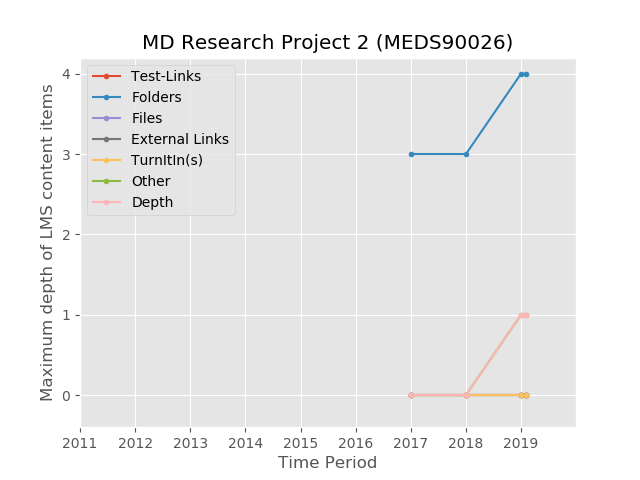 MD Research Project 2 (MEDS90026)
Test-Links
Folders
Files
External Links
TurnItIn(s)
Other
Depth
Maximum depth of LMS content items
4
3
2
1
0
2011 2012 2013 2014 2015 2016 2017 2018 2019
Time Period